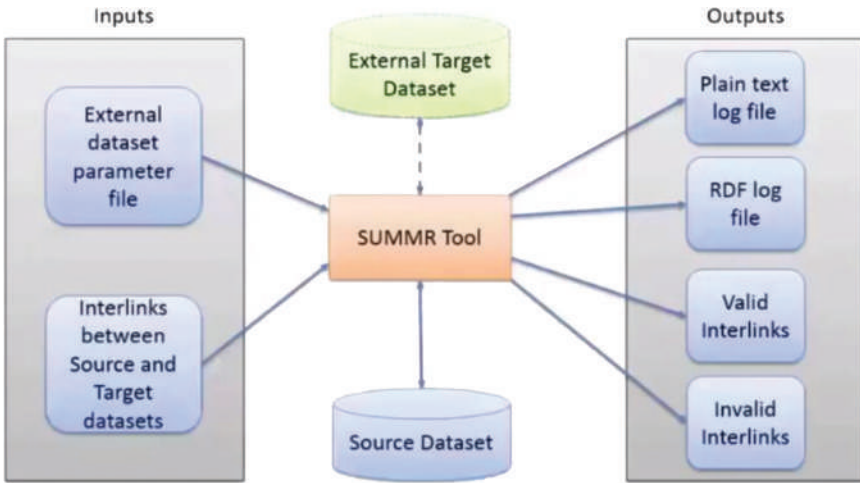 Inputs
External
dataset
parameter
file
Interlinks
between
Source and
Target
datasets
External Target
Dataset
SUMMR Tool
Source Dataset
Outputs
Plain text
log file
RDF log
file
Valid
Interlinks
Invalid
Interlinks